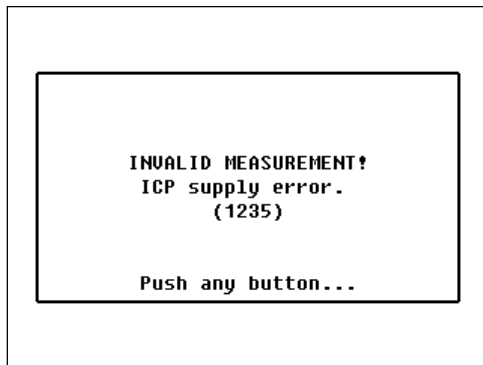 INVALID MEASUREMENT!
ICP supply error.
(1235)
Push any button...